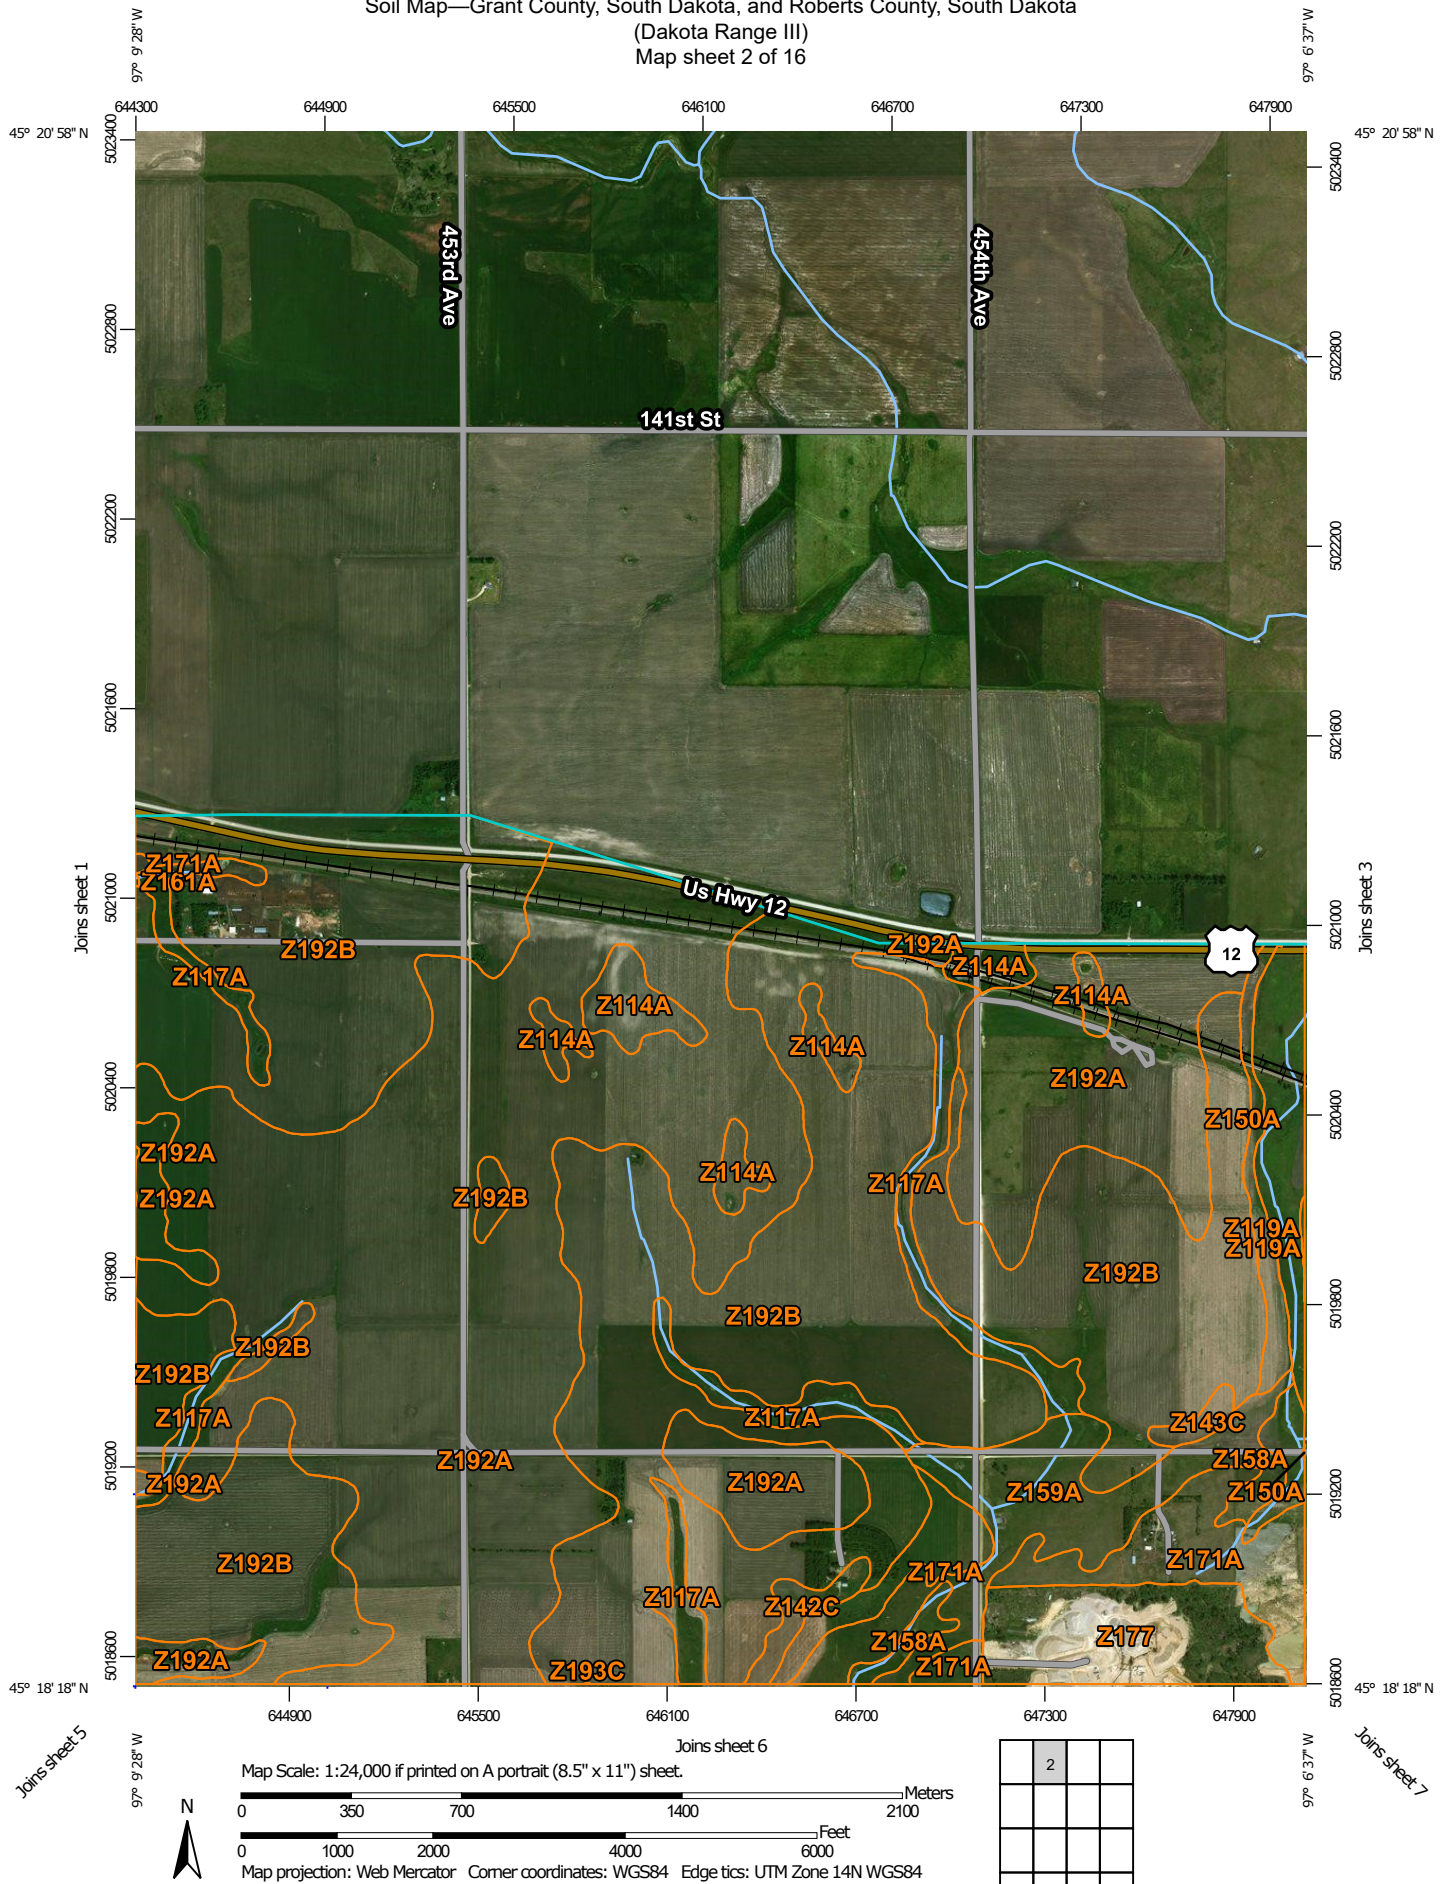 Soil Map—Grant County, South Dakota, and Roberts County, South Dakota
(Dakota Range III)
Map sheet 2 of 16
97° 9' 28'' W
97° 6' 37'' W
644300
644900
645500
646100
646700
647300
647900
45° 20' 58'' N
45° 20' 58'' N
5023400
5023400
453rd Ave
454th Ave
5022800
5022800
141st St
5022200
5022200
5021600
5021600
Joins sheet 1
Joins sheet 3
Z171A
Z161A
Us Hwy 12
5021000
5021000
Z192B
Z192A
12
Z117A
Z114A
Z114A
Z114A
Z114A
Z114A
Z192A
5020400
5020400
Z150A
Z192A
Z114A
Z117A
Z192A
Z192B
Z119A
Z119A
Z192B
5019800
5019800
Z192B
Z192B
Z192B
Z117A
Z117A
Z143C
Z192A
Z158A
5019200
5019200
Z192A
Z192A
Z159A
Z150A
Z192B
Z171A
Z171A
Z117A
Z142C
Z177
Z158A
5018600
5018600
Z192A
Z193C
Z171A
45° 18' 18'' N
45° 18' 18'' N
644900
645500
646100
646700
647300
647900
Joins sheet 5
97° 9' 28'' W
Joins sheet 6
97° 6' 37'' W
Joins sheet 7
Map Scale: 1:24,000 if printed on A portrait (8.5" x 11") sheet.
2
N
Meters
0 350 700 1400 2100
Feet
0 1000 2000 4000 6000
Map projection: Web Mercator Corner coordinates: WGS84 Edge tics: UTM Zone 14N WGS84